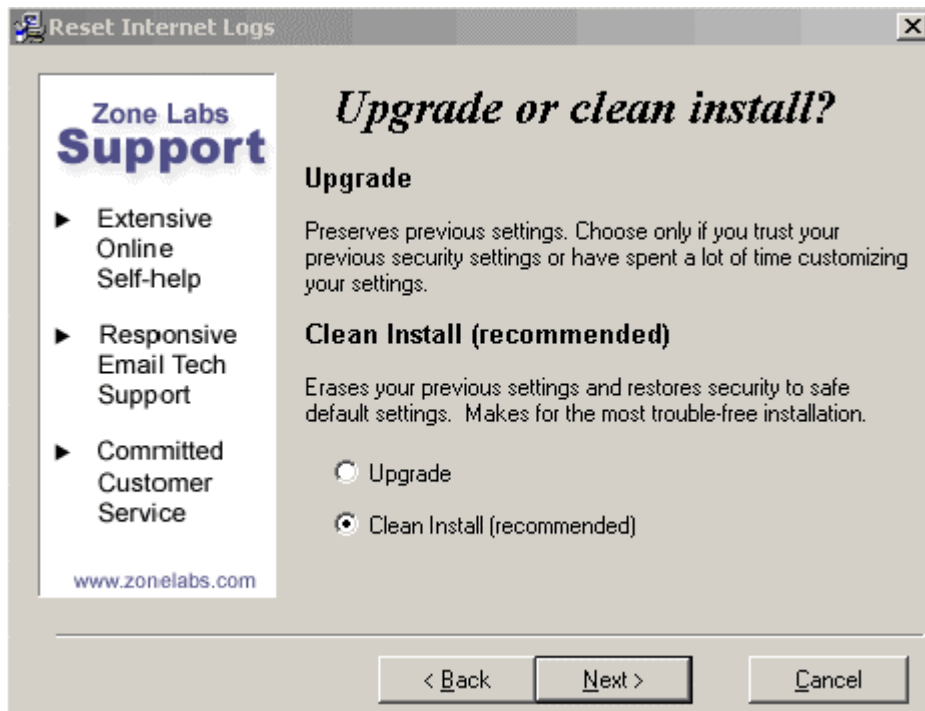 Reset Internet Logs
Zone Labs
Support
Extensive
Online
Self-help
Responsive
Email Tech
Support
Committed
Customer
Service
www.zonelabs.com
Upgrade or clean install?
Upgrade
Preserves previous settings. Choose only if you trust your
previous security settings or have spent a lot of time customizing
your settings.
Clean Install (recommended)
Erases your previous settings and restores security to safe
default settings.  Makes for the most trouble-free installation.
Upgrade
Clean Install (recommended)
< Back
Next >
Cancel